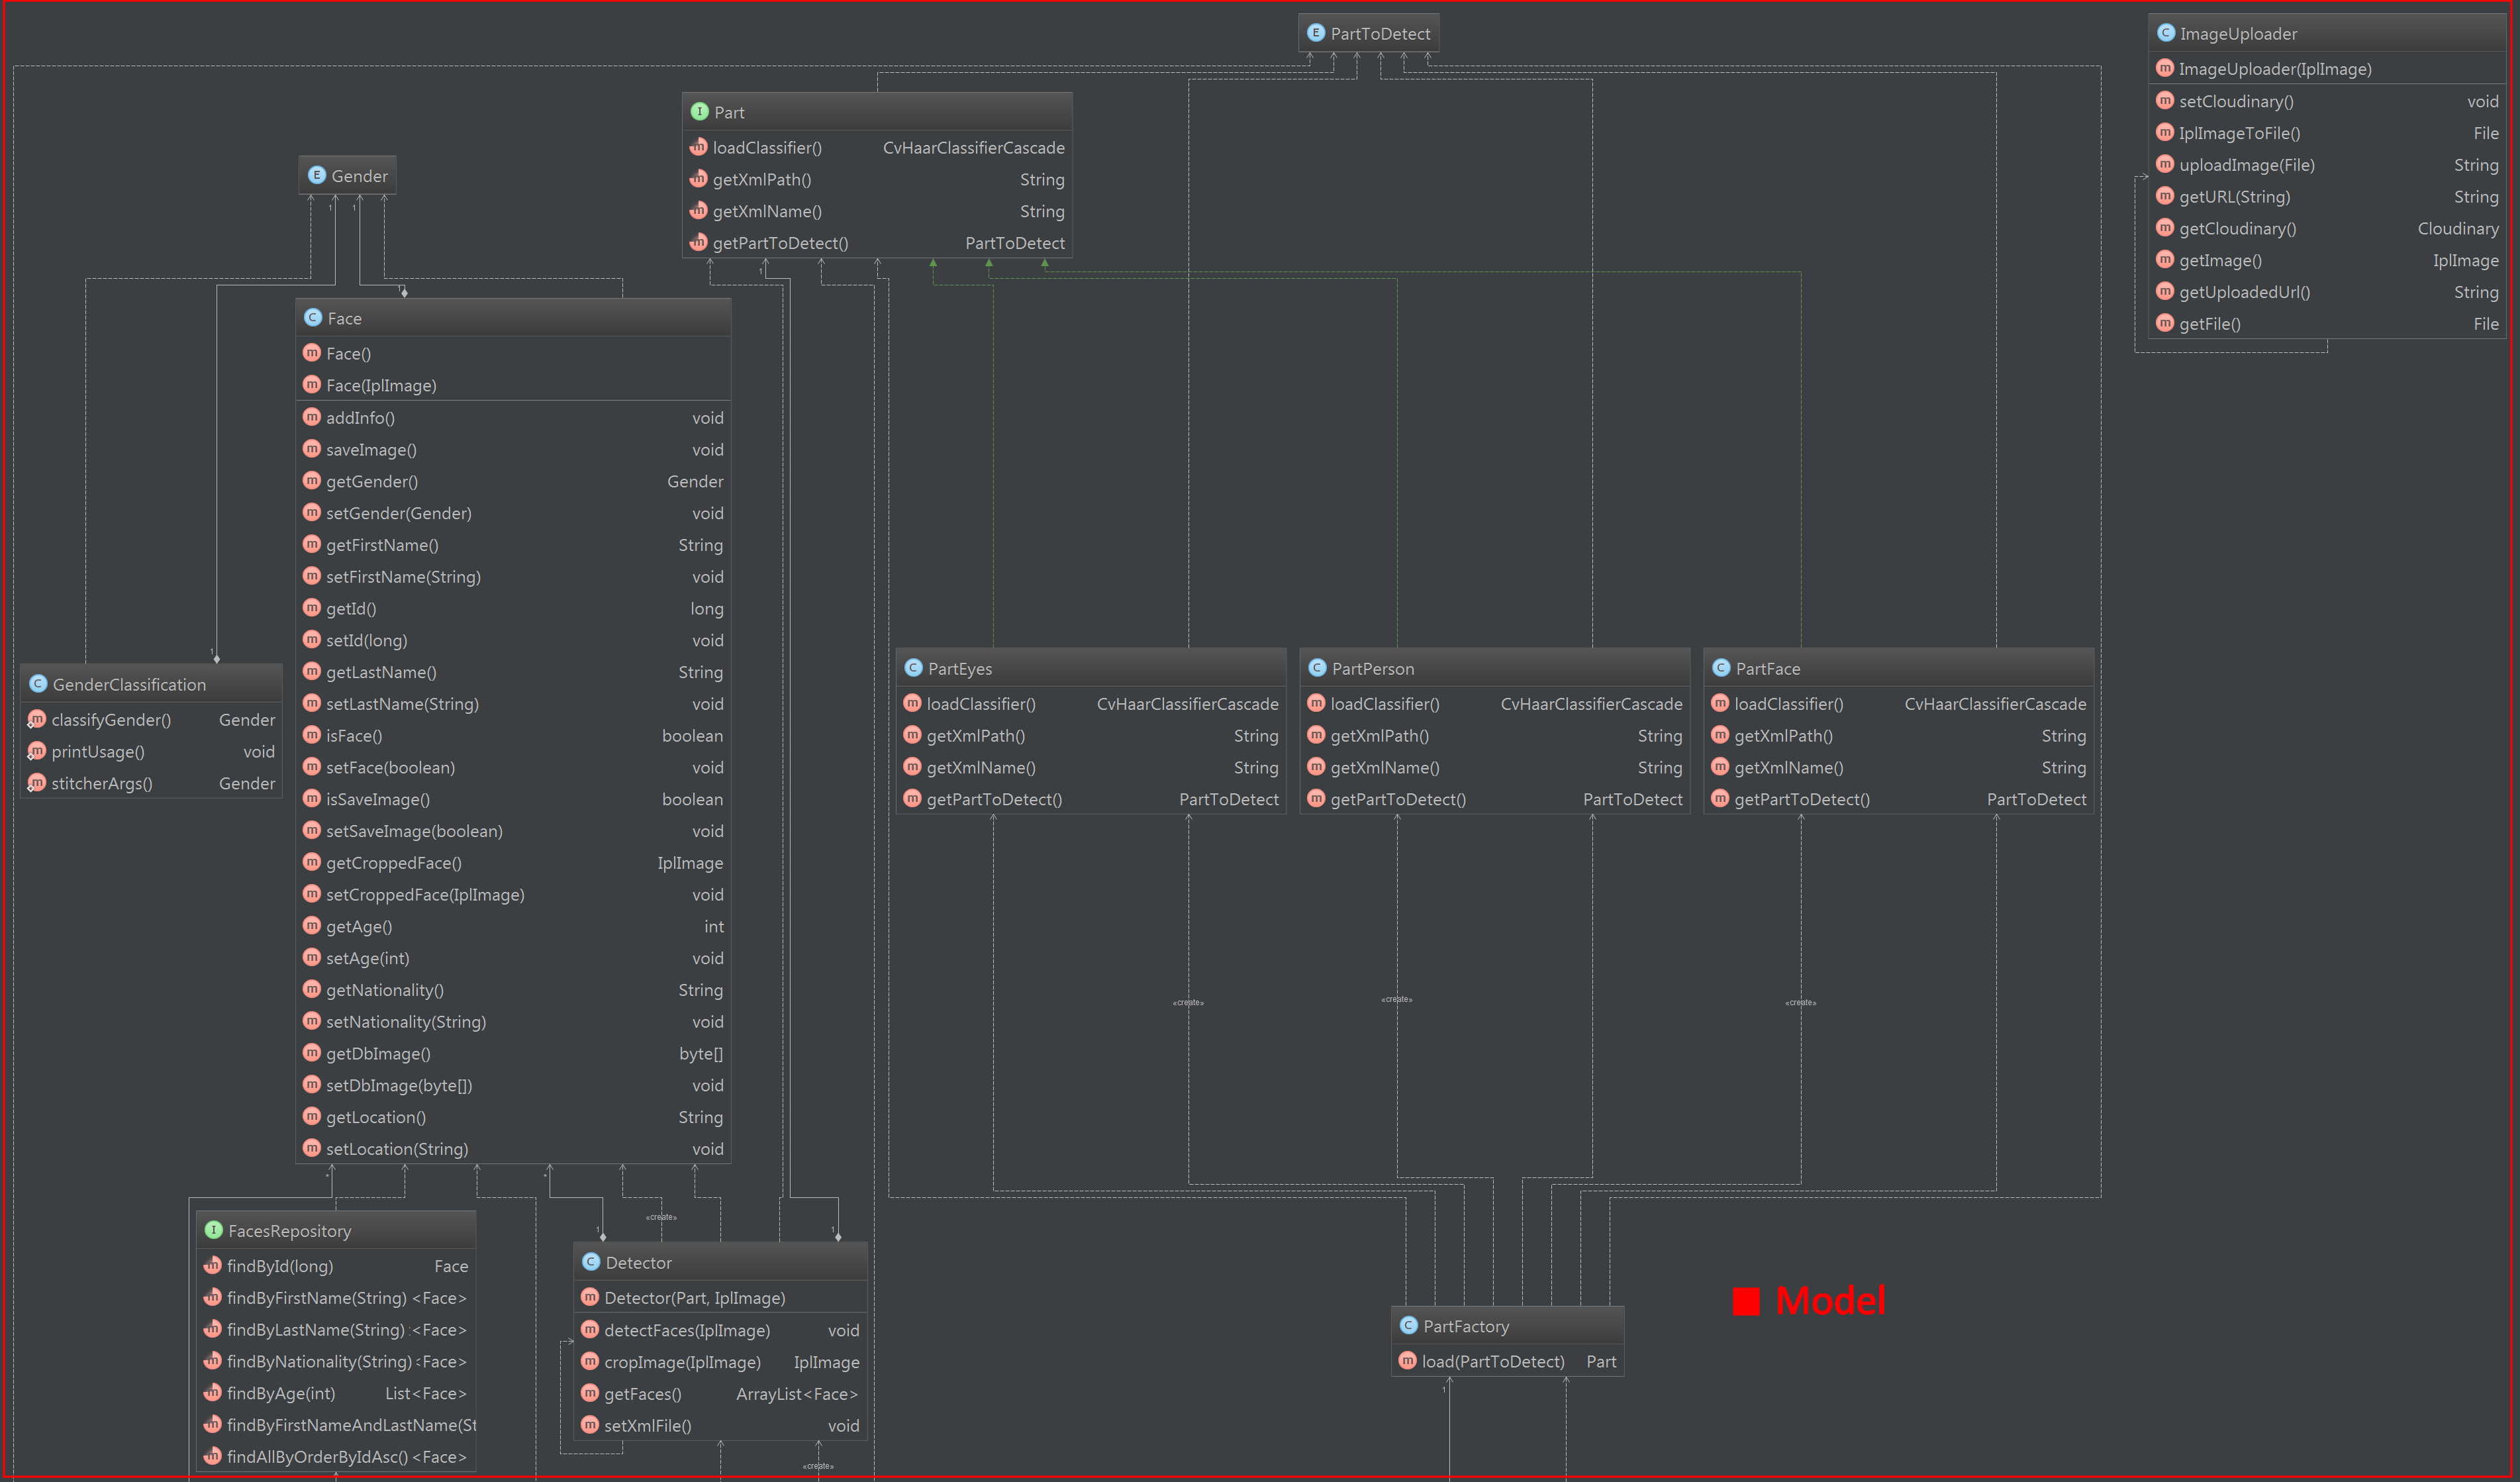 PartToDetect
ImageUploader
ImageUploader(IplImage)
setCloudinary() void
IplImageToFile() File
uploadImage(File) String
getURL(String) String
getCloudinary() Cloudinary
getImage() IplImage
getUploadedUrl() String
getFile() File
Part
loadClassifier() CvHaarClassifierCascade
getXmlPath() String
getXmlName() String
getPartToDetect() PartToDetect
1
Gender
1 1
1
Face
Face()
Face(IplImage)
addInfo() void
saveImage() void
getGender() Gender
setGender(Gender) void
getFirstName() String
setFirstName(String) void
getId() long
setId(long) void
getLastName() String
setLastName(String) void
isFace() boolean
setFace(boolean) void
isSaveImage() boolean
setSaveImage(boolean) void
getCroppedFace() IplImage
setCroppedFace(IplImage) void
getAge() int
setAge(int) void
getNationality() String
setNationality(String) void
getDbImage() byte[]
setDbImage(byte[]) void
getLocation() String
setLocation(String) void
1
GenderClassification
classifyGender() Gender
printUsage() void
stitcherArgs() Gender
PartEyes
loadClassifier() CvHaarClassifierCascade
getXmlPath() String
getXmlName() String
getPartToDetect() PartToDetect
PartPerson
loadClassifier() CvHaarClassifierCascade
getXmlPath() String
getXmlName() String
getPartToDetect() PartToDetect
PartFace
loadClassifier() CvHaarClassifierCascade
getXmlPath() String
getXmlName() String
getPartToDetect() PartToDetect
«create» «create» «create»
* *
«create»
1 1
FacesRepository
findById(long) Face
findByFirstName(String) <Face>
findByLastName(String) <Face>
findByNationality(String) <Face>
findByAge(int) List<Face>
findByFirstNameAndLastName(St
findAllByOrderByIdAsc() <Face>
Detector
Detector(Part, IplImage)
detectFaces(IplImage) void
cropImage(IplImage) IplImage
getFaces() ArrayList<Face>
setXmlFile() void
«create»
PartFactory
load(PartToDetect) Part
1
Model